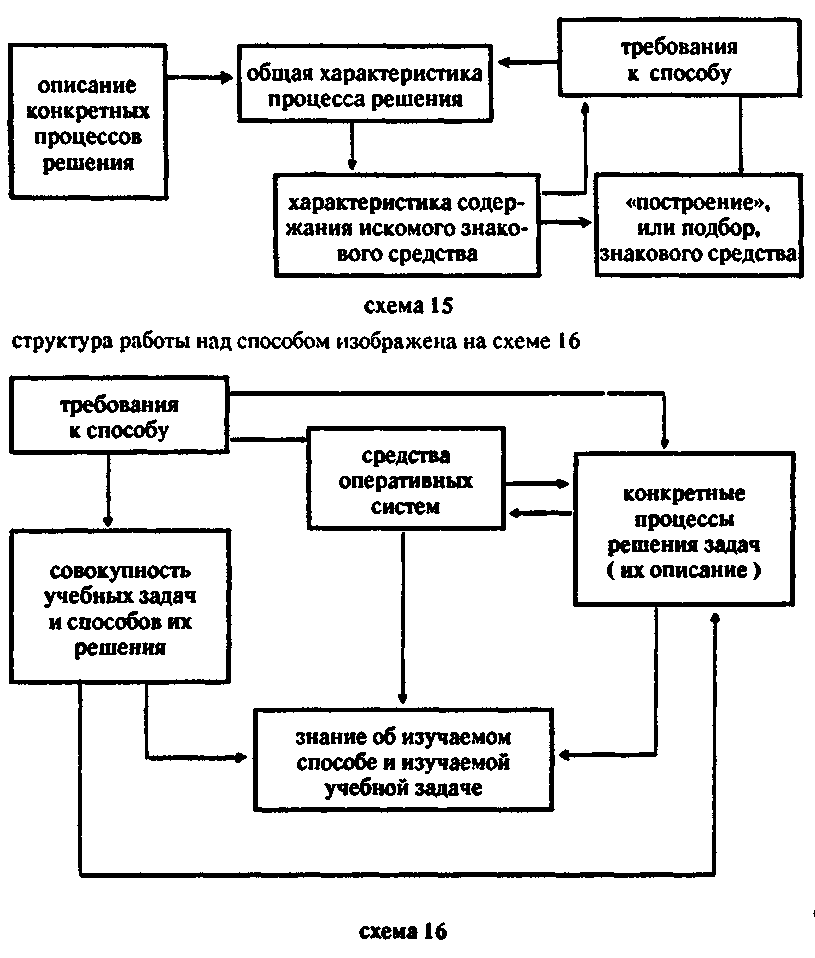 описание
конкретных
процессов
решения
общая характеристика
процесса решения
требования
к способу
характеристика содер-
жания искомого знако-
вого средства
«построение»,
или подбор,
знакового средства
схема 15
структура работы над способом изображена на схеме 16
требования
к способу
средства
оперативных
систем
конкретные
процессы
решения задач
( их описание )
совокупность
учебных задач
и способов их
решения
знание об изучаемом
способе и изучаемой
учебной задаче
схема 16